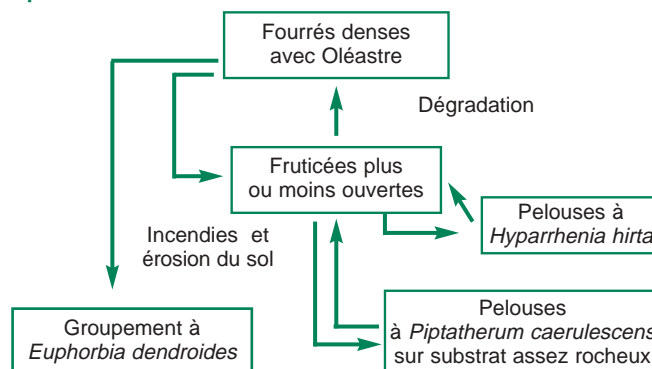 Fourrés denses
avec Oléastre
Dégradation
Fruticées plus
ou moins ouvertes
Pelouses à
Hyparrhenia hirta
Incendies et
érosion du sol
Groupement à
Euphorbia dendroides
Pelouses
à Piptatherum caerulescens
sur substrat assez rocheux